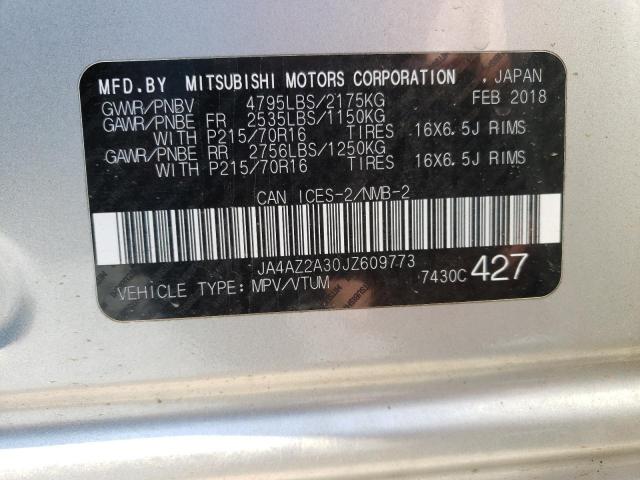 MFD.BY MITSUBISHI MOTORS CORPORATION , JAPAN
GVWR/PNBV 4795LBS/2175KG FEB 2018
GAWR/PNBE FR 2535LBS/1150KG
WITH P215/70R16 TIRES 16X6.5J RIMS
GAWR/PNBE RR 2756LBS/1250KG
WITH P215/70R16 TIRES 16X6.5J RIMS
CAN ICES-2/NMB-2
JA4AZ2A30JZ609773
VEHICLE TYPE: MPV/VTUM 7430C 427